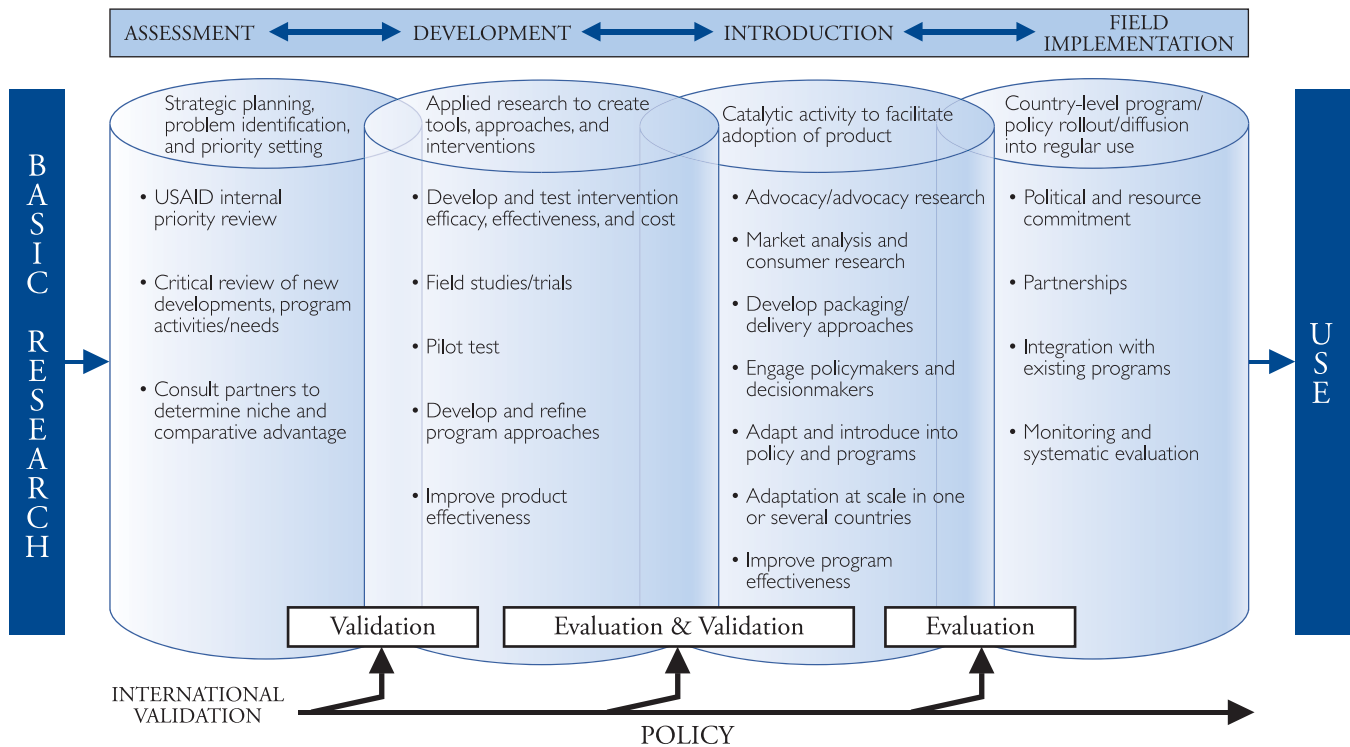 ASSESSMENT
DEVELOPMENT
INTRODUCTION
FIELD
IMPLEMENTATION
BASIC RESEARCH
Strategic planning,
problem identification,
and priority setting
• USAID internal
priority review
• Critical review of new
developments, program
activities/needs
• Consult partners to
determine niche and
comparative advantage
Applied research to create
tools, approaches, and
interventions
• Develop and test intervention
efficacy, effectiveness, and cost
• Field studies/trials
• Pilot test
• Develop and refine
program approaches
• Improve product
effectiveness
Catalytic activity to facilitate
adoption of product
• Advocacy/advocacy research
• Market analysis and
consumer research
• Develop packaging/
delivery approaches
• Engage policymakers and
decisionmakers
• Adapt and introduce into
policy and programs
• Adaptation at scale in one
or several countries
• Improve program
effectiveness
Country-level program/
policy rollout/diffusion
into regular use
• Political and resource
commitment
• Partnerships
• Integration with
existing programs
• Monitoring and
systematic evaluation
USE
Validation
Evaluation & Validation
Evaluation
INTERNATIONAL
VALIDATION
POLICY